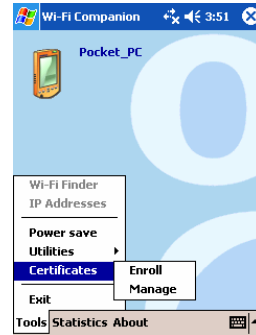 Wi-Fi Companion 3:51
Pocket_PC
Wi-Fi Finder
IP Addresses
Power save
Utilities
Certificates
Enroll
Manage
Exit
Tools Statistics About